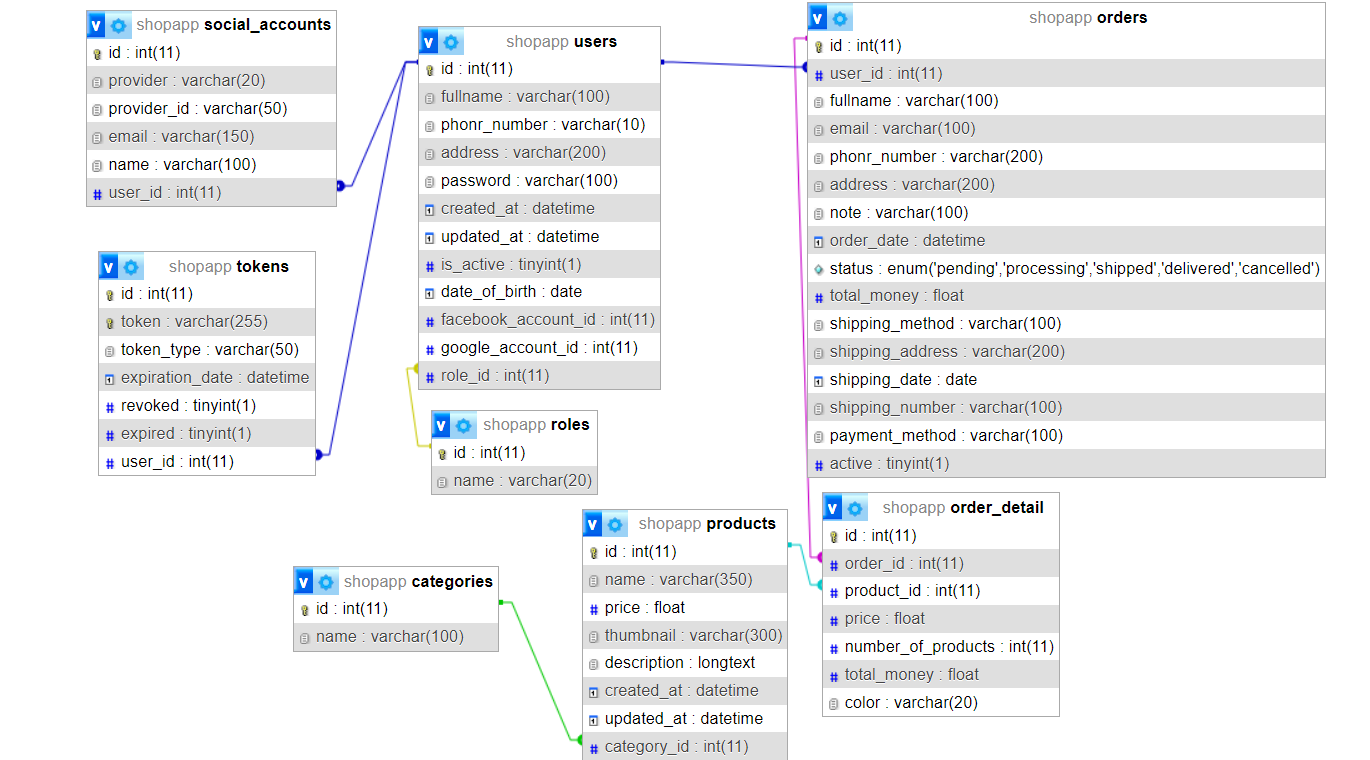 shopapp social_accounts
id : int(11)
provider : varchar(20)
provider_id : varchar(50)
email : varchar(150)
name : varchar(100)
user_id : int(11)
shopapp tokens
id : int(11)
token : varchar(255)
token_type : varchar(50)
expiration_date : datetime
revoked : tinyint(1)
expired : tinyint(1)
user_id : int(11)
shopapp users
id : int(11)
fullname : varchar(100)
phonr_number : varchar(10)
address : varchar(200)
password : varchar(100)
created_at : datetime
updated_at : datetime
is_active : tinyint(1)
date_of_birth : date
facebook_account_id : int(11)
google_account_id : int(11)
role_id : int(11)
shopapp roles
id : int(11)
name : varchar(20)
shopapp orders
id : int(11)
user_id : int(11)
fullname : varchar(100)
email : varchar(100)
phonr_number : varchar(200)
address : varchar(200)
note : varchar(100)
order_date : datetime
status : enum('pending','processing','shipped','delivered','cancelled')
total_money : float
shipping_method : varchar(100)
shipping_address : varchar(200)
shipping_date : date
shipping_number : varchar(100)
payment_method : varchar(100)
active : tinyint(1)
shopapp categories
id : int(11)
name : varchar(100)
shopapp products
id : int(11)
name : varchar(350)
price : float
thumbnail : varchar(300)
description : longtext
created_at : datetime
updated_at : datetime
category_id : int(11)
shopapp order_detail
id : int(11)
order_id : int(11)
product_id : int(11)
price : float
number_of_products : int(11)
total_money : float
color : varchar(20)